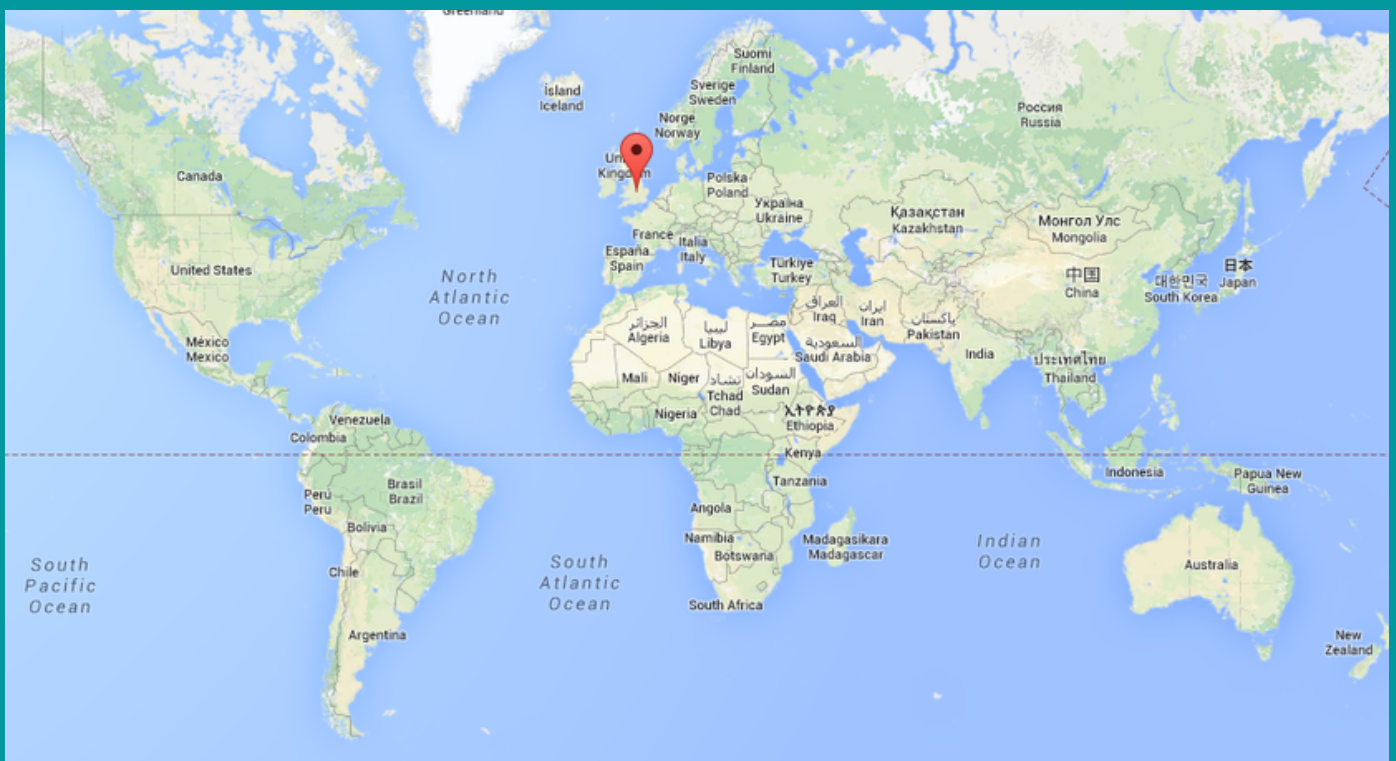 Greenland
Suomi
Finland
Ísland
Iceland
Sverige
Sweden
Россия
Russia
Norge
Norway
Canada
Kingdom
Polska
Poland
Україна
Ukraine
Қазақстан
Kazakhstan
Монгол Улс
Mongolia
France
Italia
Italy
España
Spain
Türkiye
Turkey
United States
North
Atlantic
Ocean
中国
China
대한민국
South Korea
日本
Japan
العراق
Iraq
ایران
Iran
پاکستان
Pakistan
الجزائر
Algeria
ليبيا
Libya
مصر
Egypt
السعودية
Saudi Arabia
México
Mexico
India
ประเทศไทย
Thailand
Mali
Niger
تشاد
Tchad
Chad
السودان
Sudan
Nigeria
ኢትዮጵያ
Ethiopia
Venezuela
Colombia
Kenya
Indonesia
Papua New
Guinea
Tanzania
Brasil
Brazil
Perú
Peru
Angola
Bolivia
Namibia
Botswana
Madagasikara
Madagascar
Indian
Ocean
South
Pacific
Ocean
South
Atlantic
Ocean
Chile
Australia
South Africa
Argentina
New
Zealand